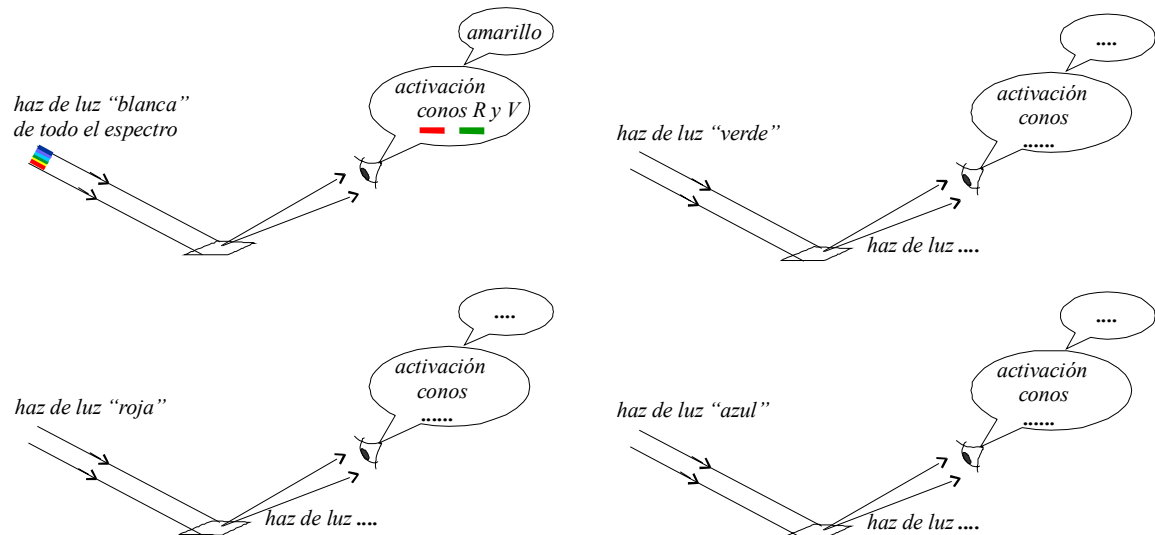 amarillo
activación
conos R y V
haz de luz “blanca”
de todo el espectro
....
activación
conos
......
haz de luz “verde”
haz de luz ....
....
activación
conos
......
haz de luz “roja”
haz de luz ....
....
activación
conos
......
haz de luz “azul”
haz de luz ....